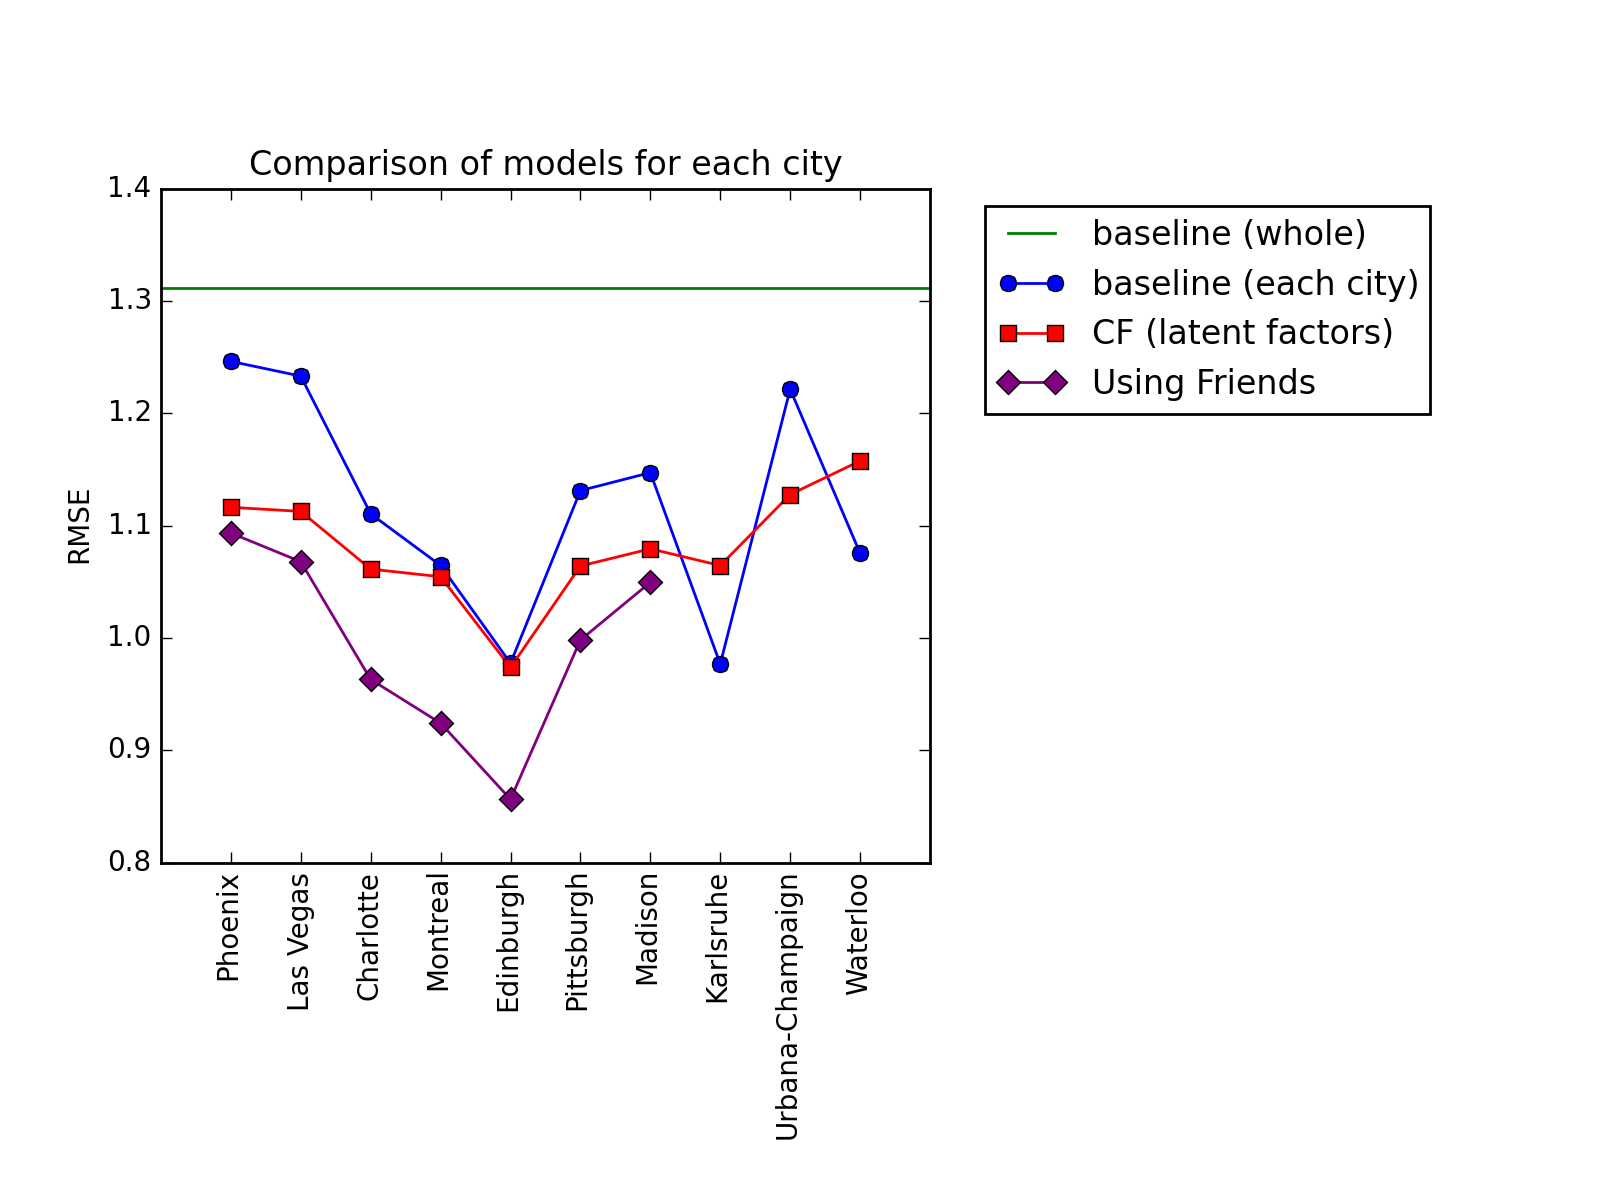 Comparison of models for each city
1.4
1.3
1.2
1.1
1.0
0.9
0.8
RMSE
Phoenix
Las Vegas
Charlotte
Montreal
Edinburgh
Pittsburgh
Madison
Karlsruhe
Urbana-Champaign
Waterloo
baseline (whole)
baseline (each city)
CF (latent factors)
Using Friends